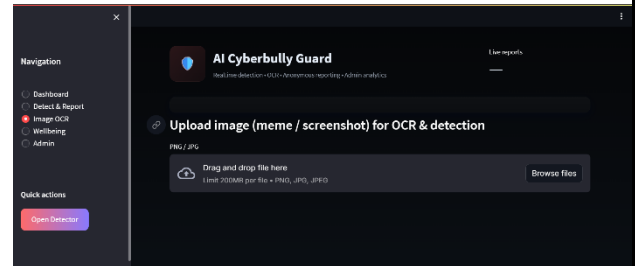 Navigation
Dashboard
Detect & Report
Image OCR
Wellbeing
Admin
Quick actions
Open Detector
AI Cyberbully Guard
Real-time detection • OCR • Anonymous reporting • Admin analytics
Live reports
—
Upload image (meme / screenshot) for OCR & detection
PNG / JPG
Drag and drop file here
Limit 200MB per file • PNG, JPG, JPEG
Browse files